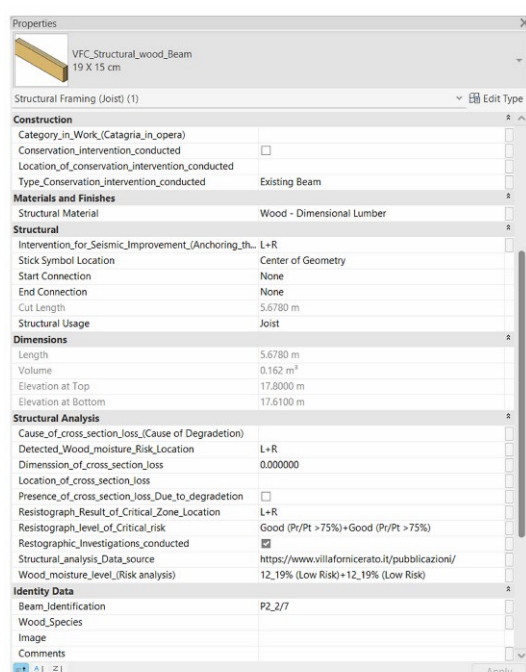 Properties
VFC_Structural_wood_Beam
19 X 15 cm
Structural Framing (Joist) (1) Edit Type
Construction
Category_in_Work_(Catagria_in_opera)
Conservation_intervention_conducted
Location_of_conservation_intervention_conducted
Type_Conservation_intervention_conducted Existing Beam
Materials and Finishes
Structural Material Wood - Dimensional Lumber
Structural
Intervention_for_Seismic_Improvement_(Anchoring_th... L+R
Stick Symbol Location Center of Geometry
Start Connection None
End Connection None
Cut Length 5.6780 m
Structural Usage Joist
Dimensions
Length 5.6780 m
Volume 0.162 m³
Elevation at Top 17.8000 m
Elevation at Bottom 17.6100 m
Structural Analysis
Cause_of_cross_section_loss_(Cause of Degradetion)
Detected_Wood_moisture_Risk_Location L+R
Dimenssion_of_cross_section_loss 0.000000
Location_of_cross_section_loss
Presence_of_cross_section_loss_Due_to_degradetion
Resistograph_Result_of_Critical_Zone_Location L+R
Resistograph_level_of_Critical_risk Good (Pr/Pt >75%)+Good (Pr/Pt >75%)
Restographic_Investigations_conducted
Structural_analysis_Data_source https://www.villafornicerato.it/pubblicazioni/
Wood_moisture_level_(Risk analysis) 12_19% (Low Risk)+12_19% (Low Risk)
Identity Data
Beam_Identification P2_2/7
Wood_Species
Image
Comments
Apply